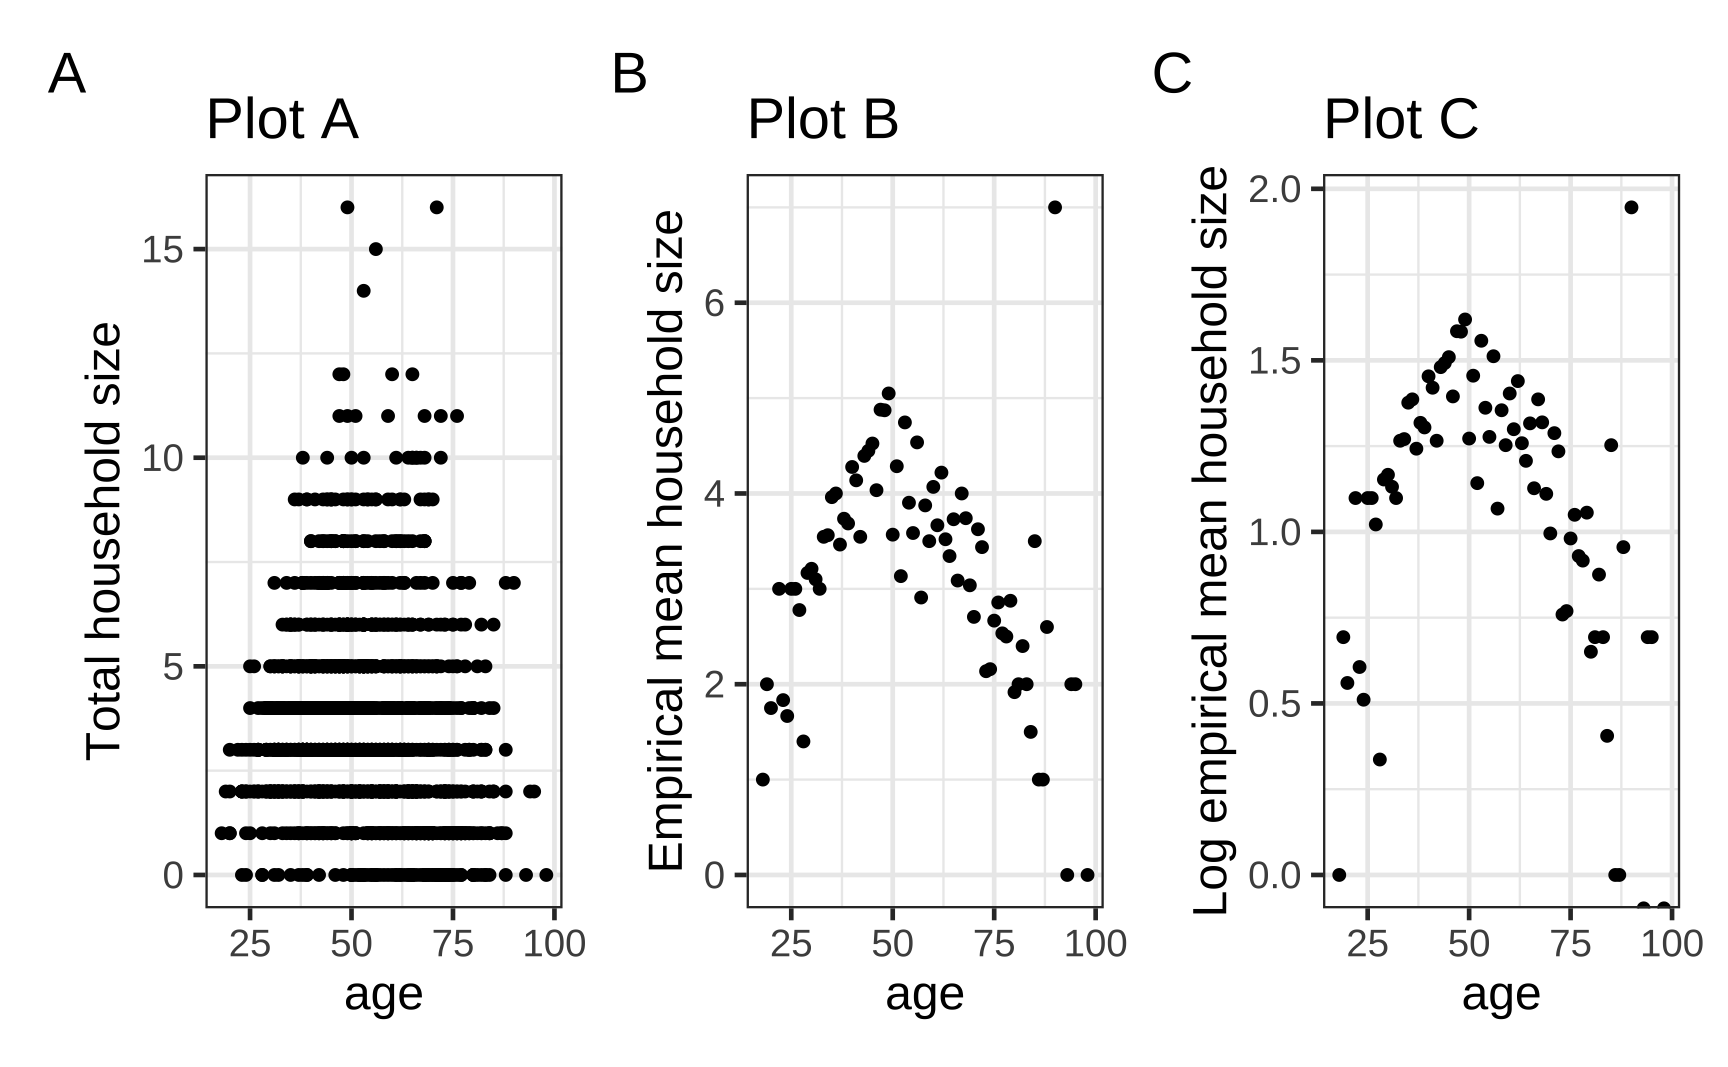 A
Plot A
Total household size
15
10
5
0
25 50 75 100
age
B
Plot B
Empirical mean household size
6
4
2
0
25 50 75 100
age
C
Plot C
Log empirical mean household size
2.0
1.5
1.0
0.5
0.0
25 50 75 100
age